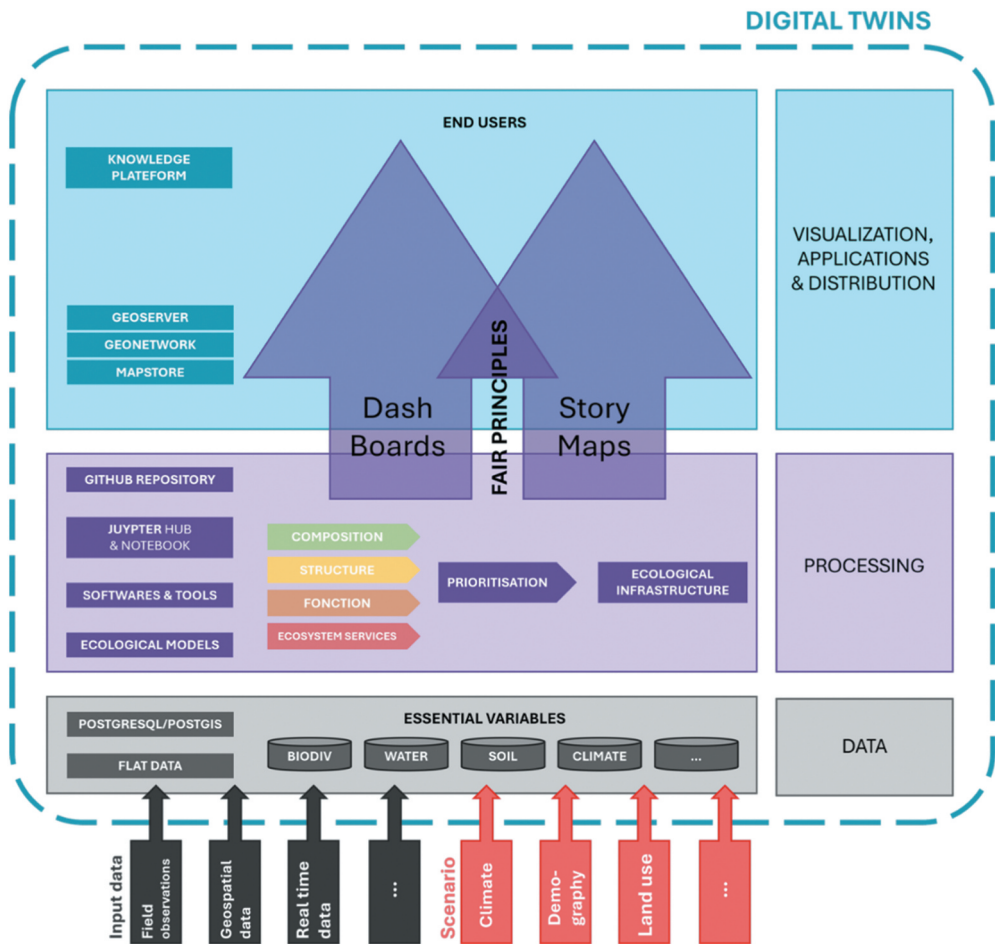 DIGITAL TWINS
END USERS
KNOWLEDGE
PLATEFORM
GEOSERVER
GEONETWORK
MAPSTORE
Dash
Boards
FAIR PRINCIPLES
Story
Maps
VISUALIZATION,
APPLICATIONS
& DISTRIBUTION
GITHUB REPOSITORY
JUYPTER HUB
& NOTEBOOK
SOFTWARES & TOOLS
ECOLOGICAL MODELS
COMPOSITION
STRUCTURE
FONCTION
ECOSYSTEM SERVICES
PRIORITISATION
ECOLOGICAL
INFRASTRUCTURE
PROCESSING
POSTGRESQL/POSTGIS
FLAT DATA
ESSENTIAL VARIABLES
BIODIV
WATER
SOIL
CLIMATE
...
DATA
Input data
Field
observations
Geospatial
data
Real time
data
...
Scenario
Climate
Demo-
graphy
Land use
...